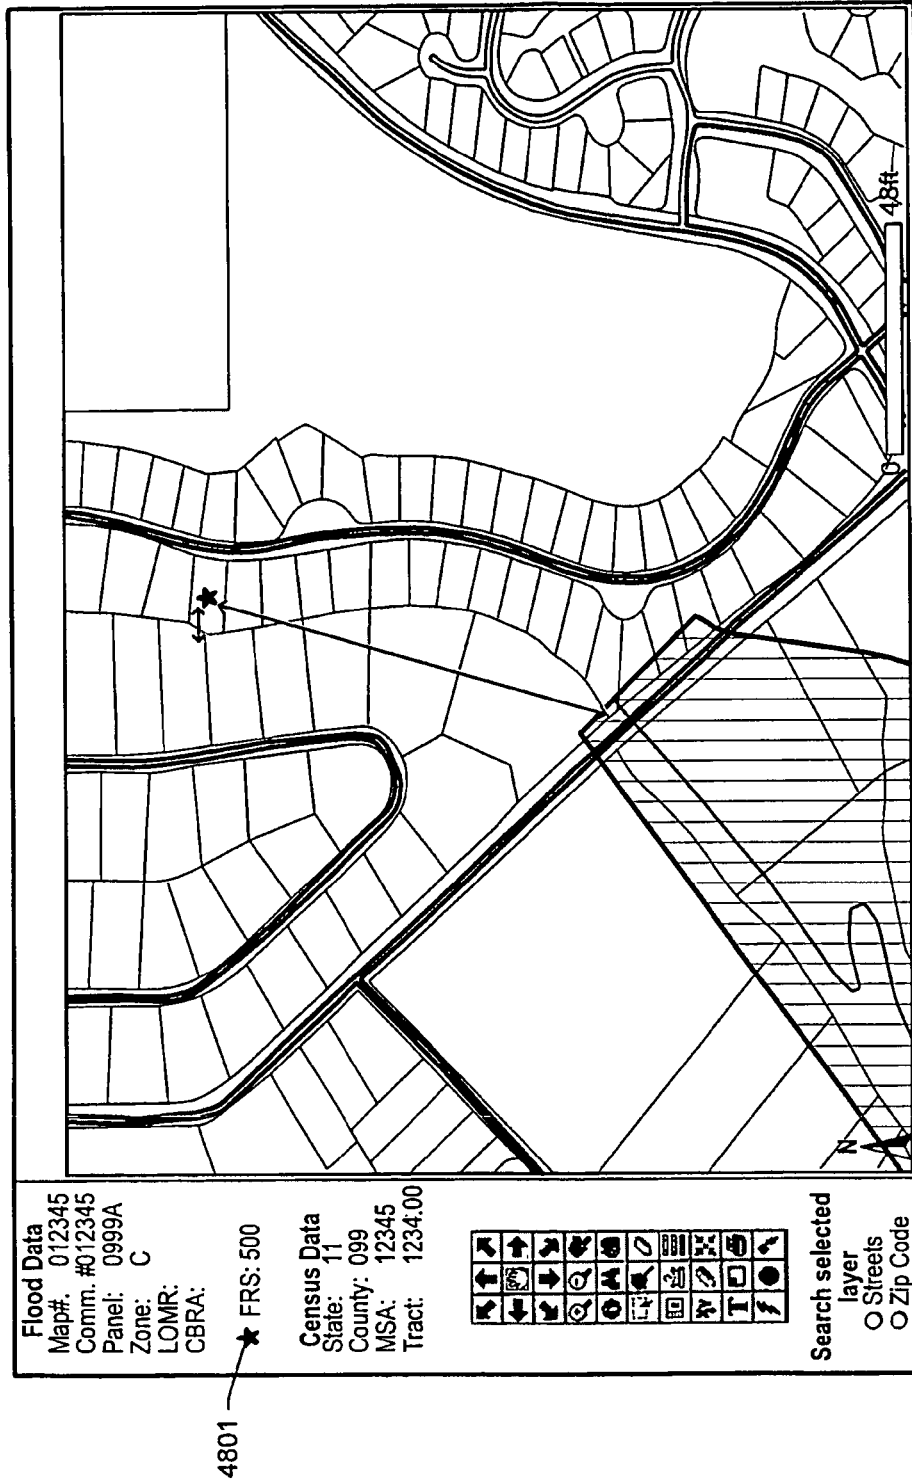 Flood Data
Map#. 012345
Comm. #012345
Panel: 0999A
Zone: C
LOMR:
CBRA:
FRS: 500
4801
Census Data
State: 11
County: 099
MSA: 12345
Tract: 1234.00
T
Search selected
layer
Streets
Zip Code
N
0
48ft